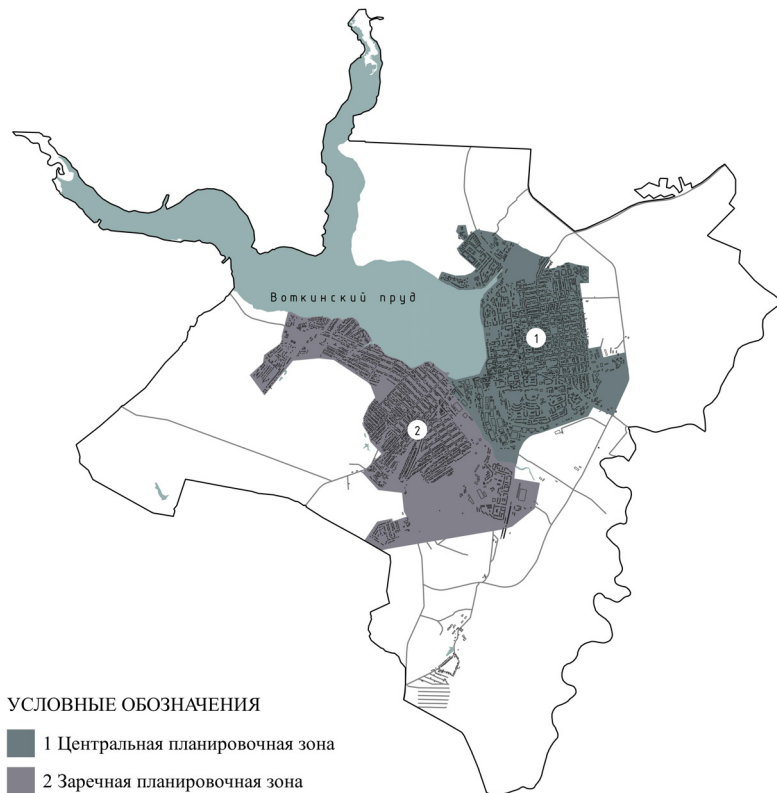 Воткинский пруд
1
2
УСЛОВНЫЕ ОБОЗНАЧЕНИЯ
1 Центральная планировочная зона
2 Заречная планировочная зона